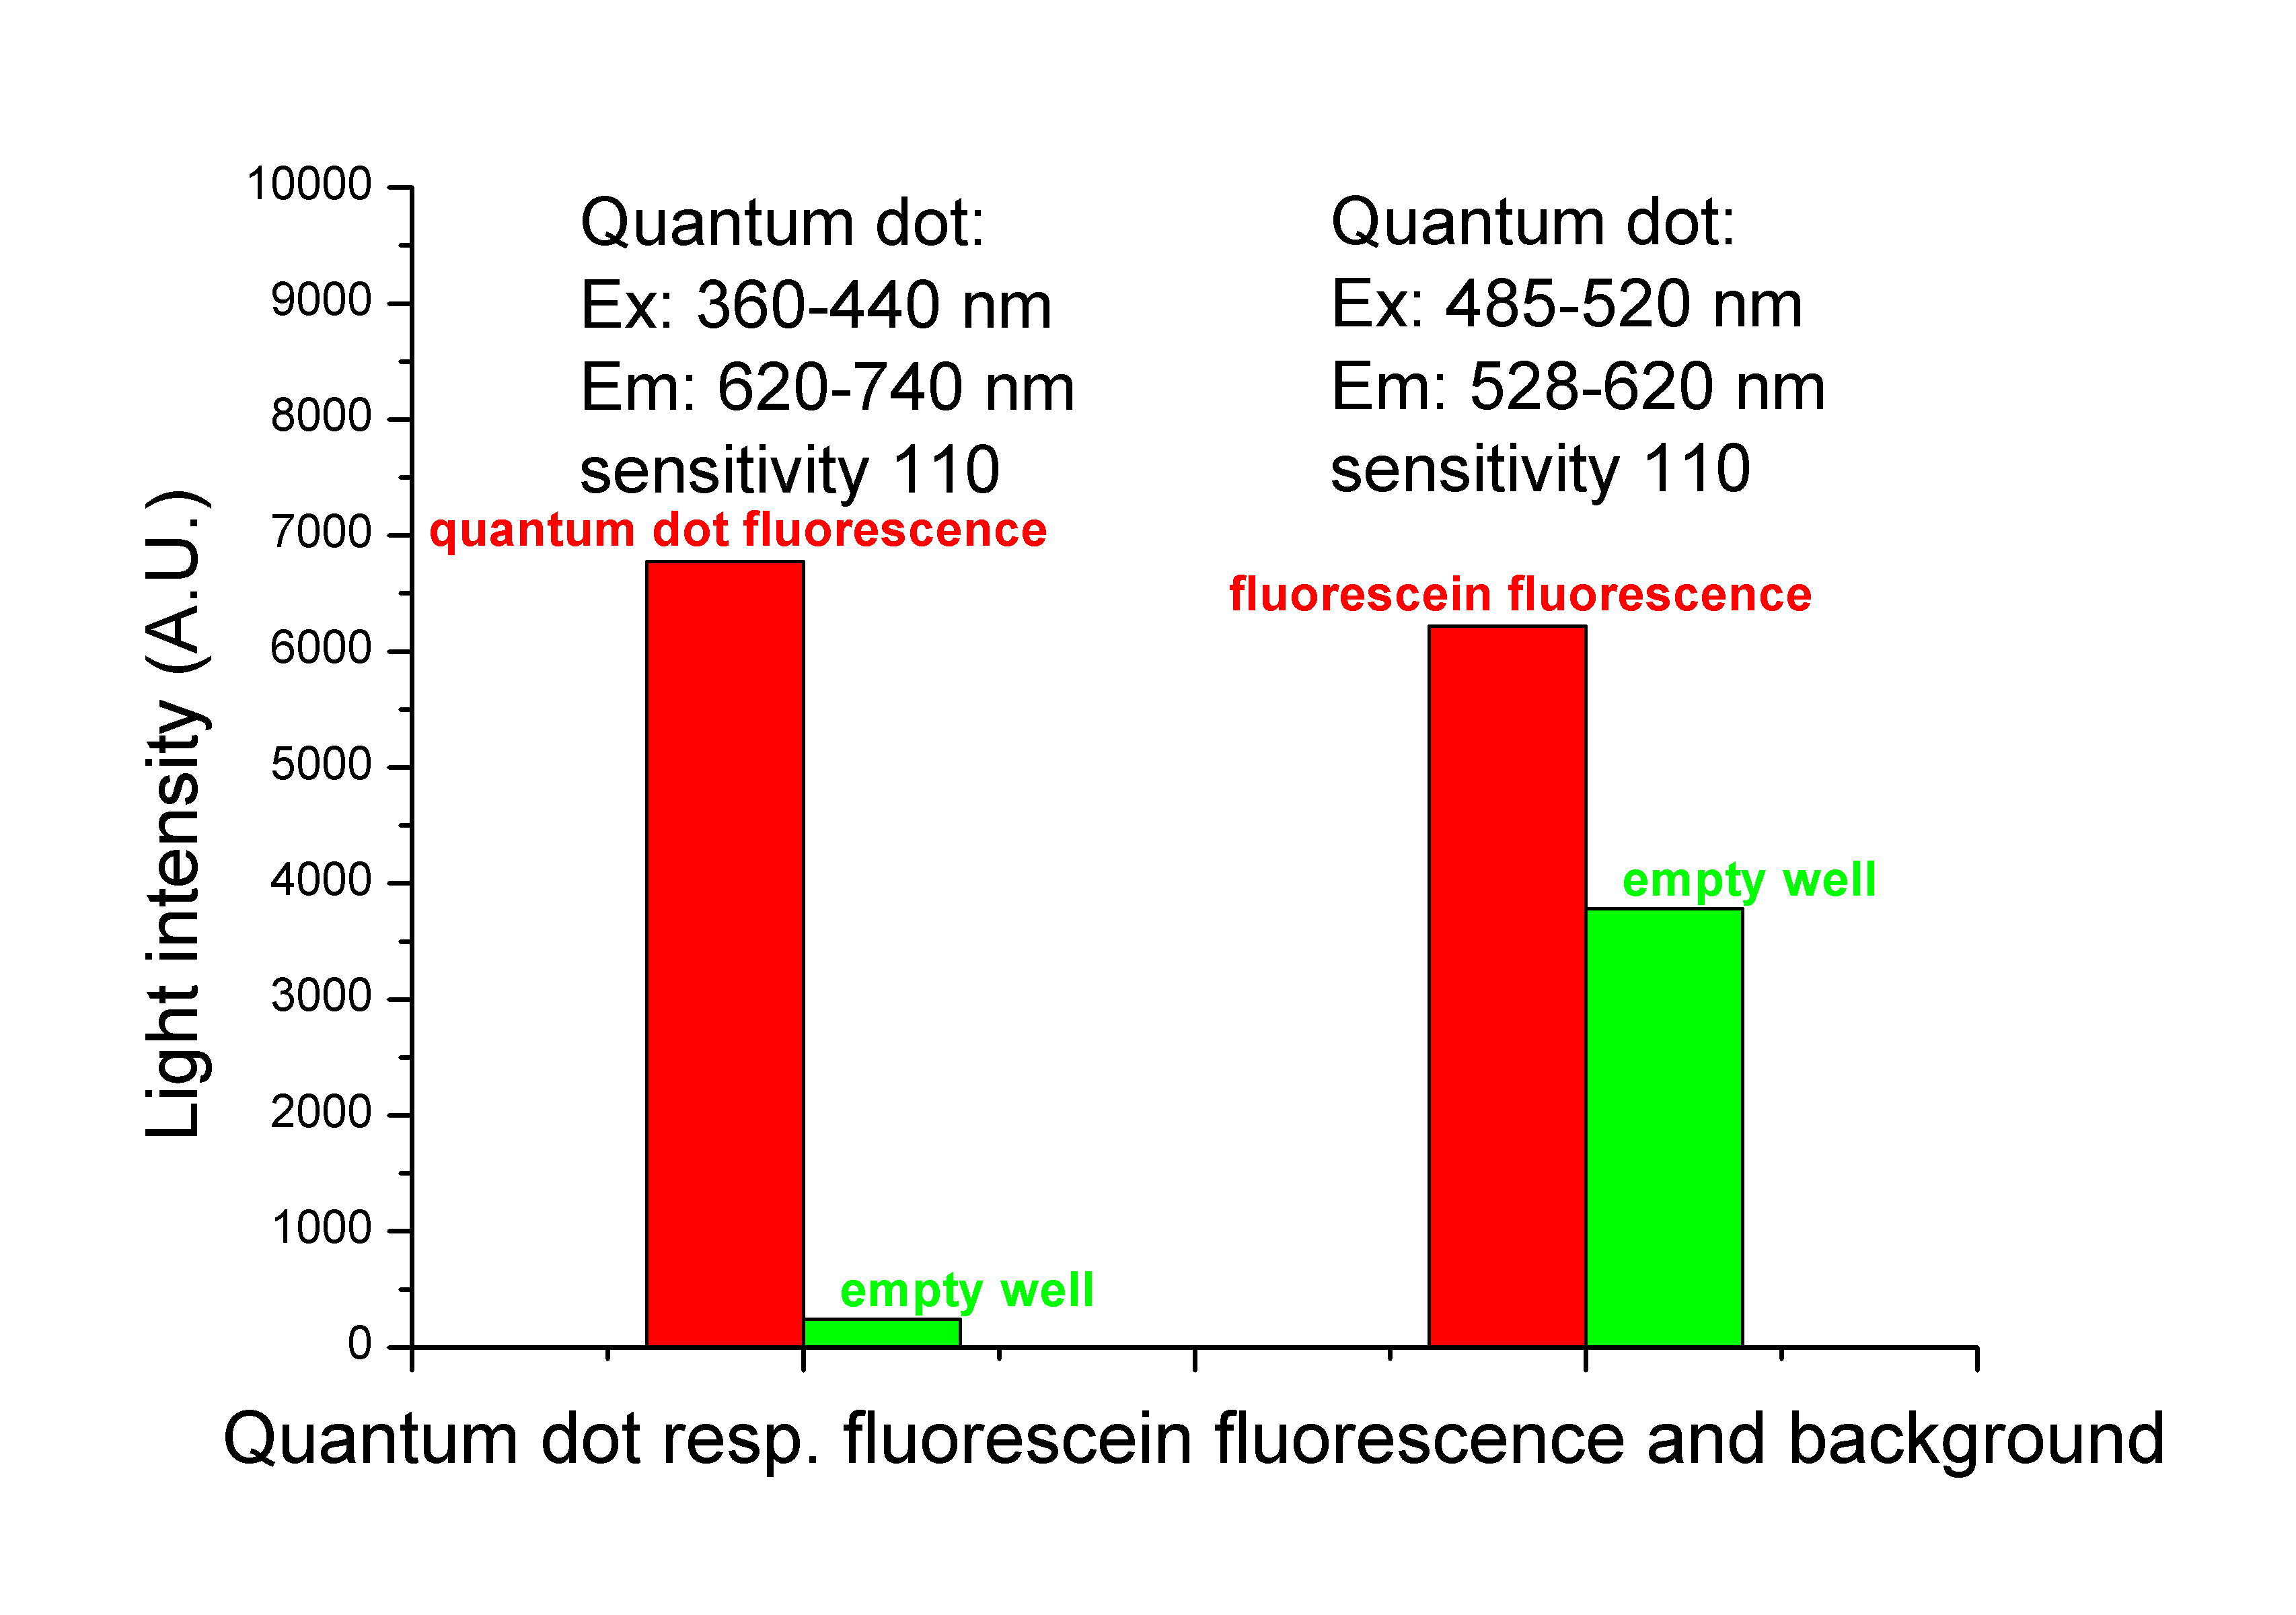 10000
9000
8000
7000
6000
5000
4000
3000
2000
1000
0
Light intensity (A.U.)
Quantum dot:
Ex: 360-440 nm
Em: 620-740 nm
sensitivity 110
quantum dot fluorescence
empty well
Quantum dot:
Ex: 485-520 nm
Em: 528-620 nm
sensitivity 110
fluorescein fluorescence
empty well
Quantum dot resp. fluorescein fluorescence and background